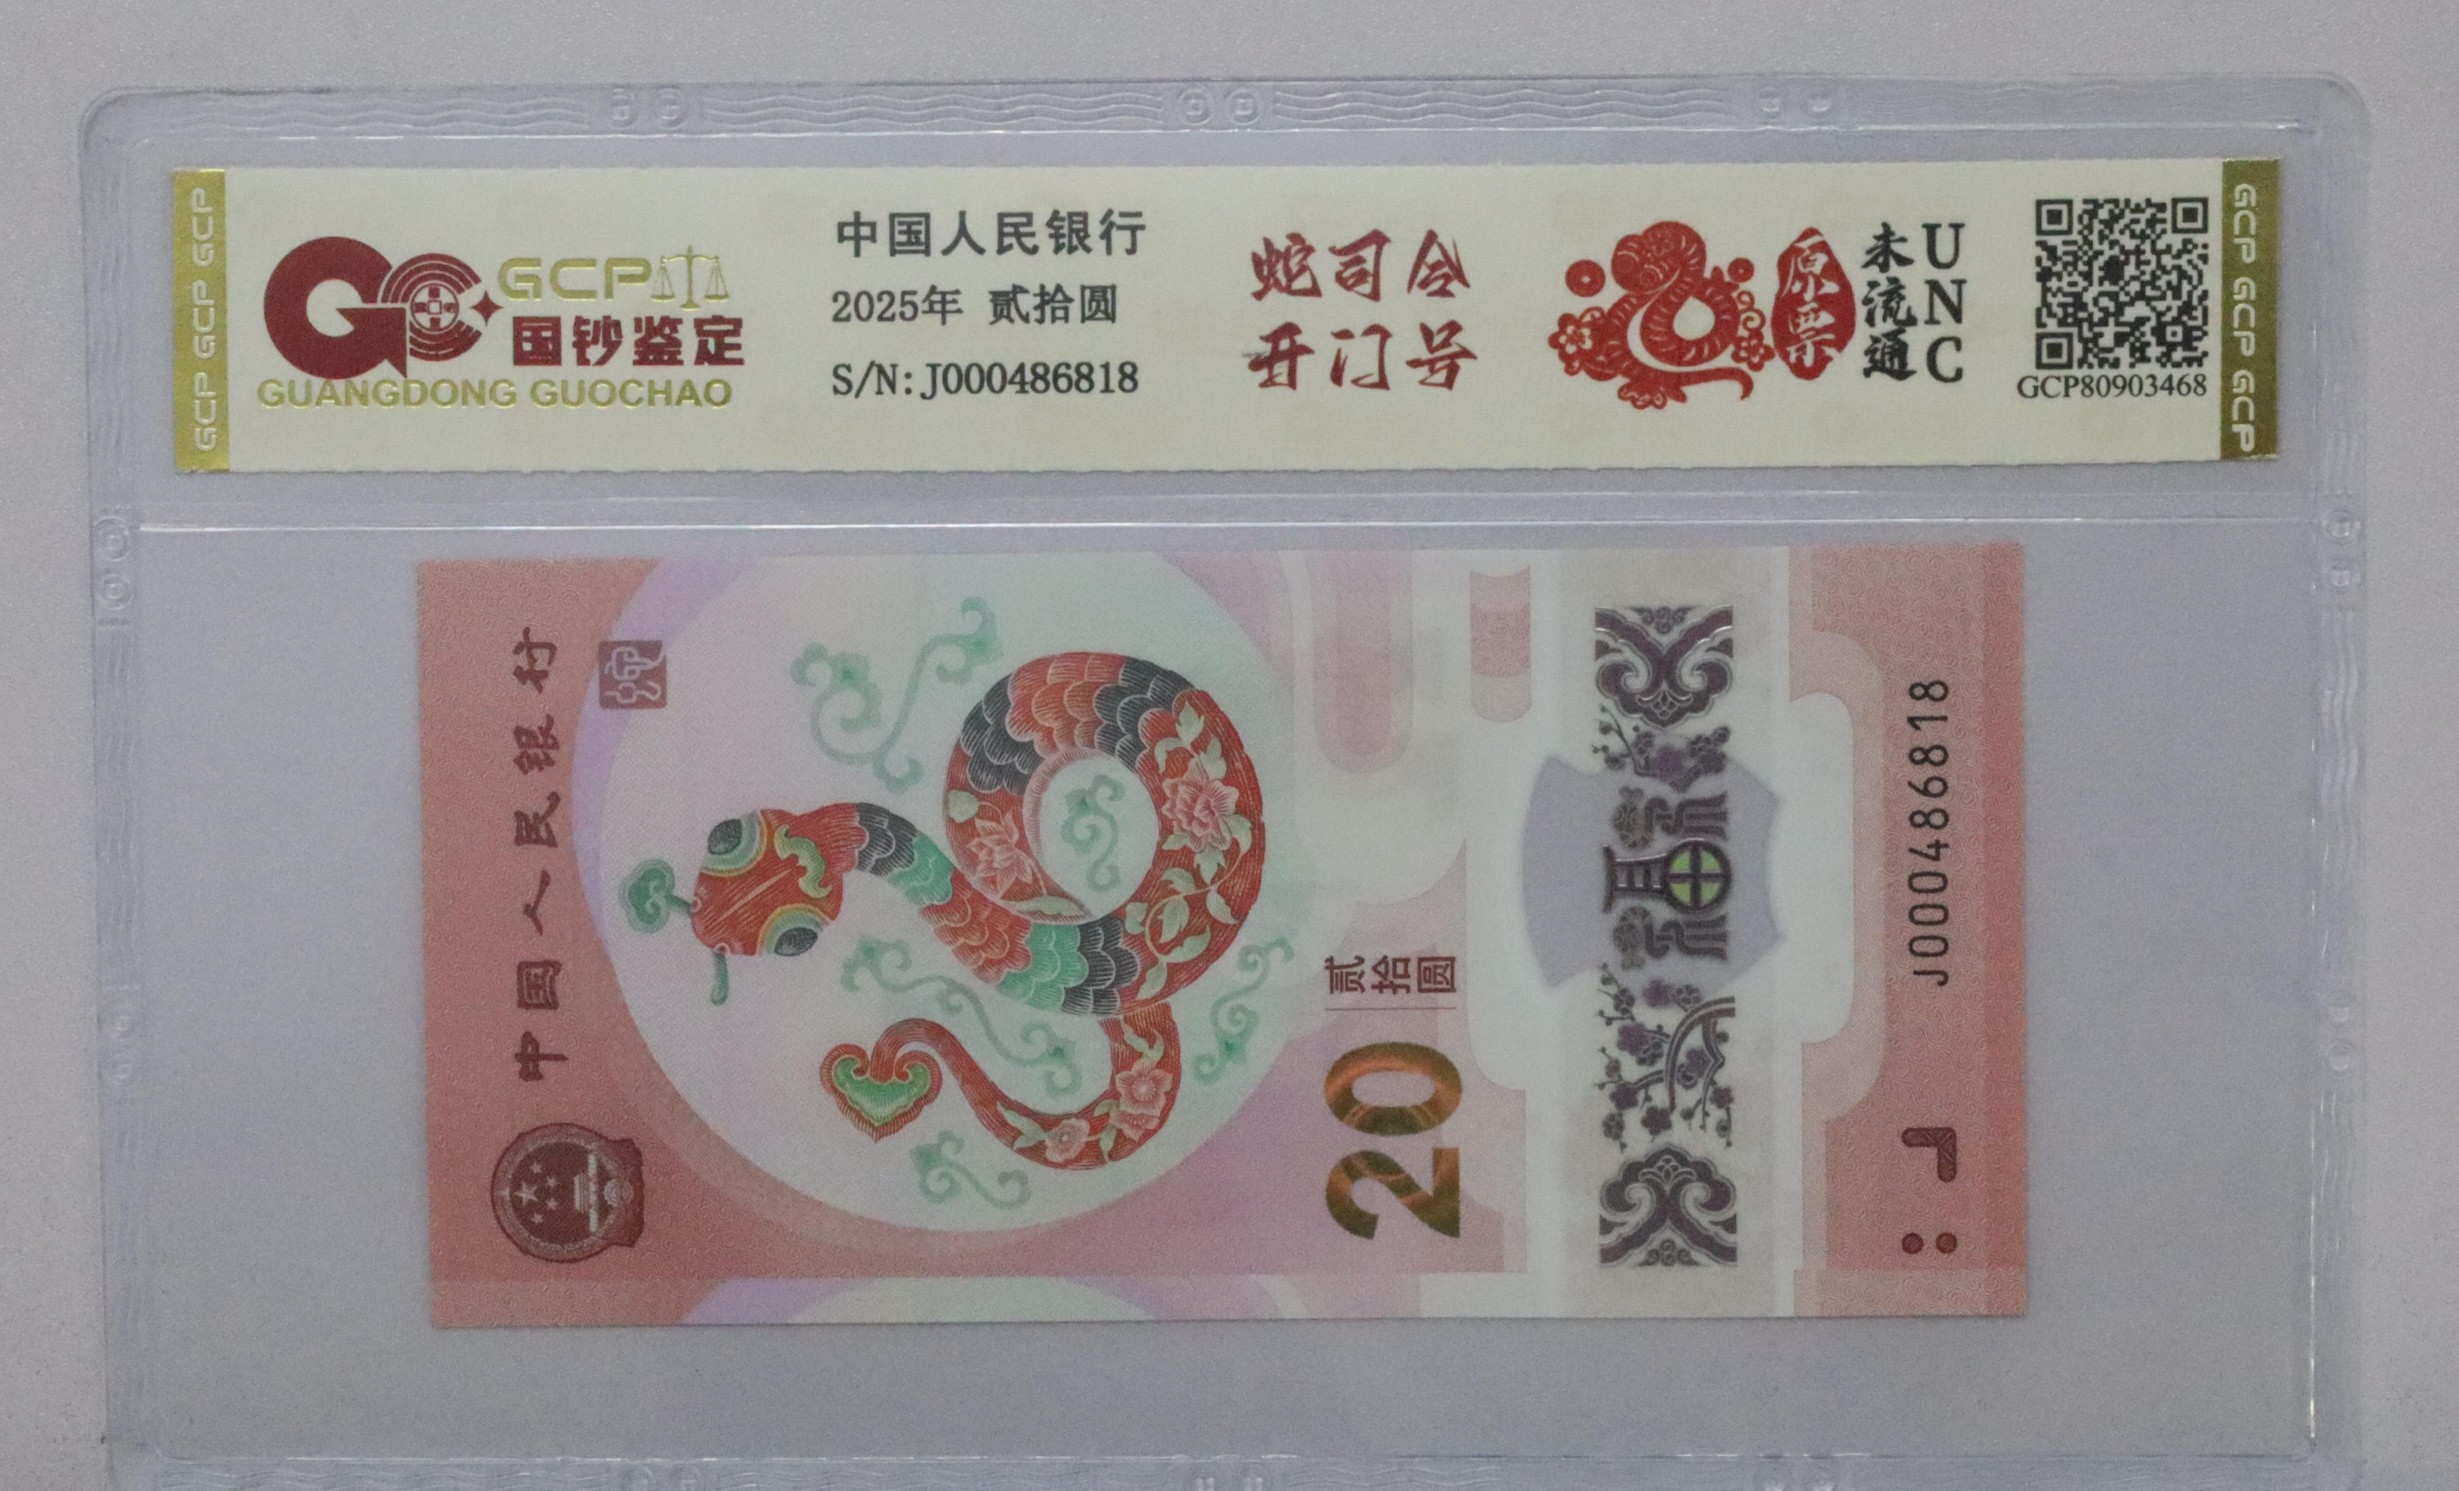 GCP GCP GCP
GCP
国钞鉴定
GUANGDONG GUOCHAO
中国人民银行
2025年 贰拾圆
S/N: J000486818
蛇司令
开门号
原票
未流通
UNC
GCP80903468
GCP GCP GCP
中国人民银行
贰拾圆
20
J000486818